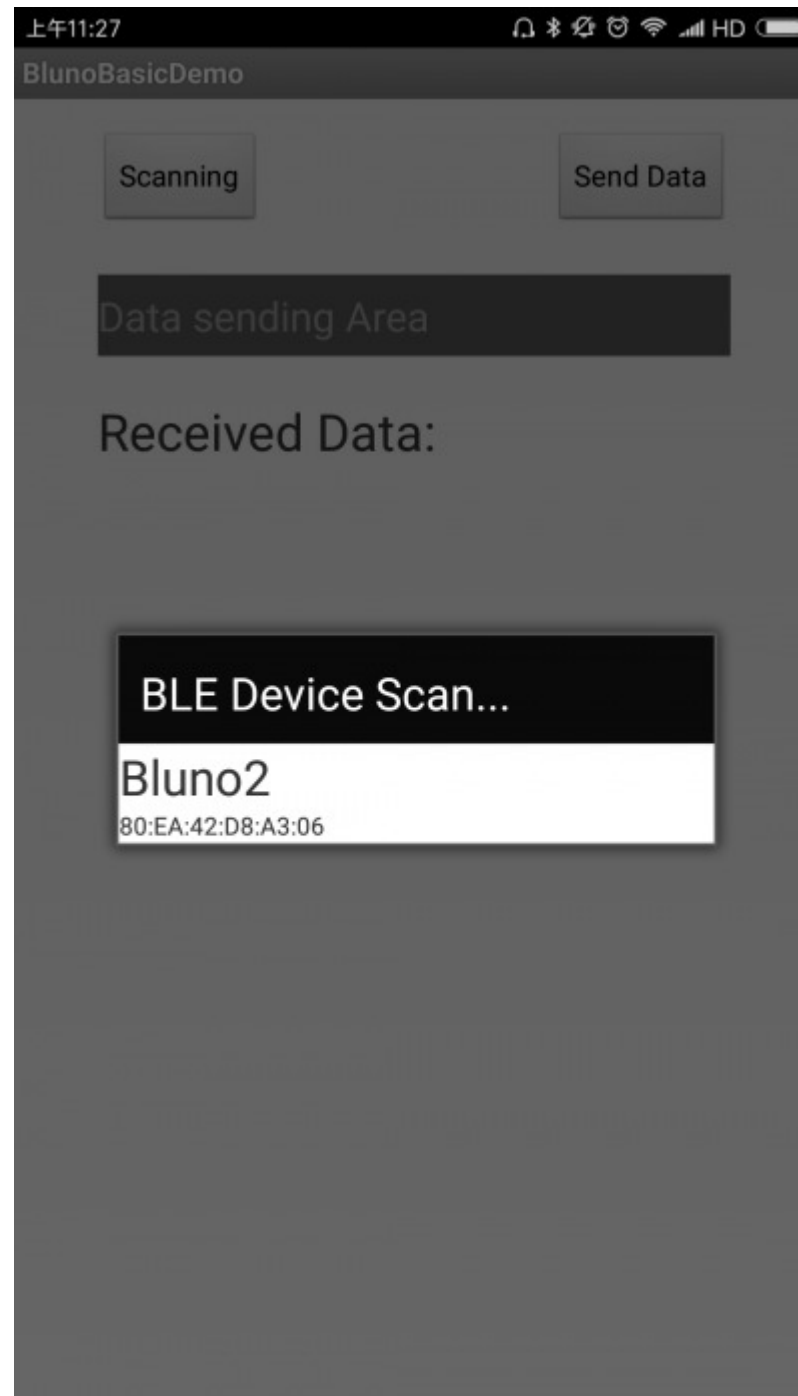 上午11:27 HD
BlunoBasicDemo
Scanning Send Data
Data sending Area
Received Data:
BLE Device Scan...
Bluno2
80:EA:42:D8:A3:06